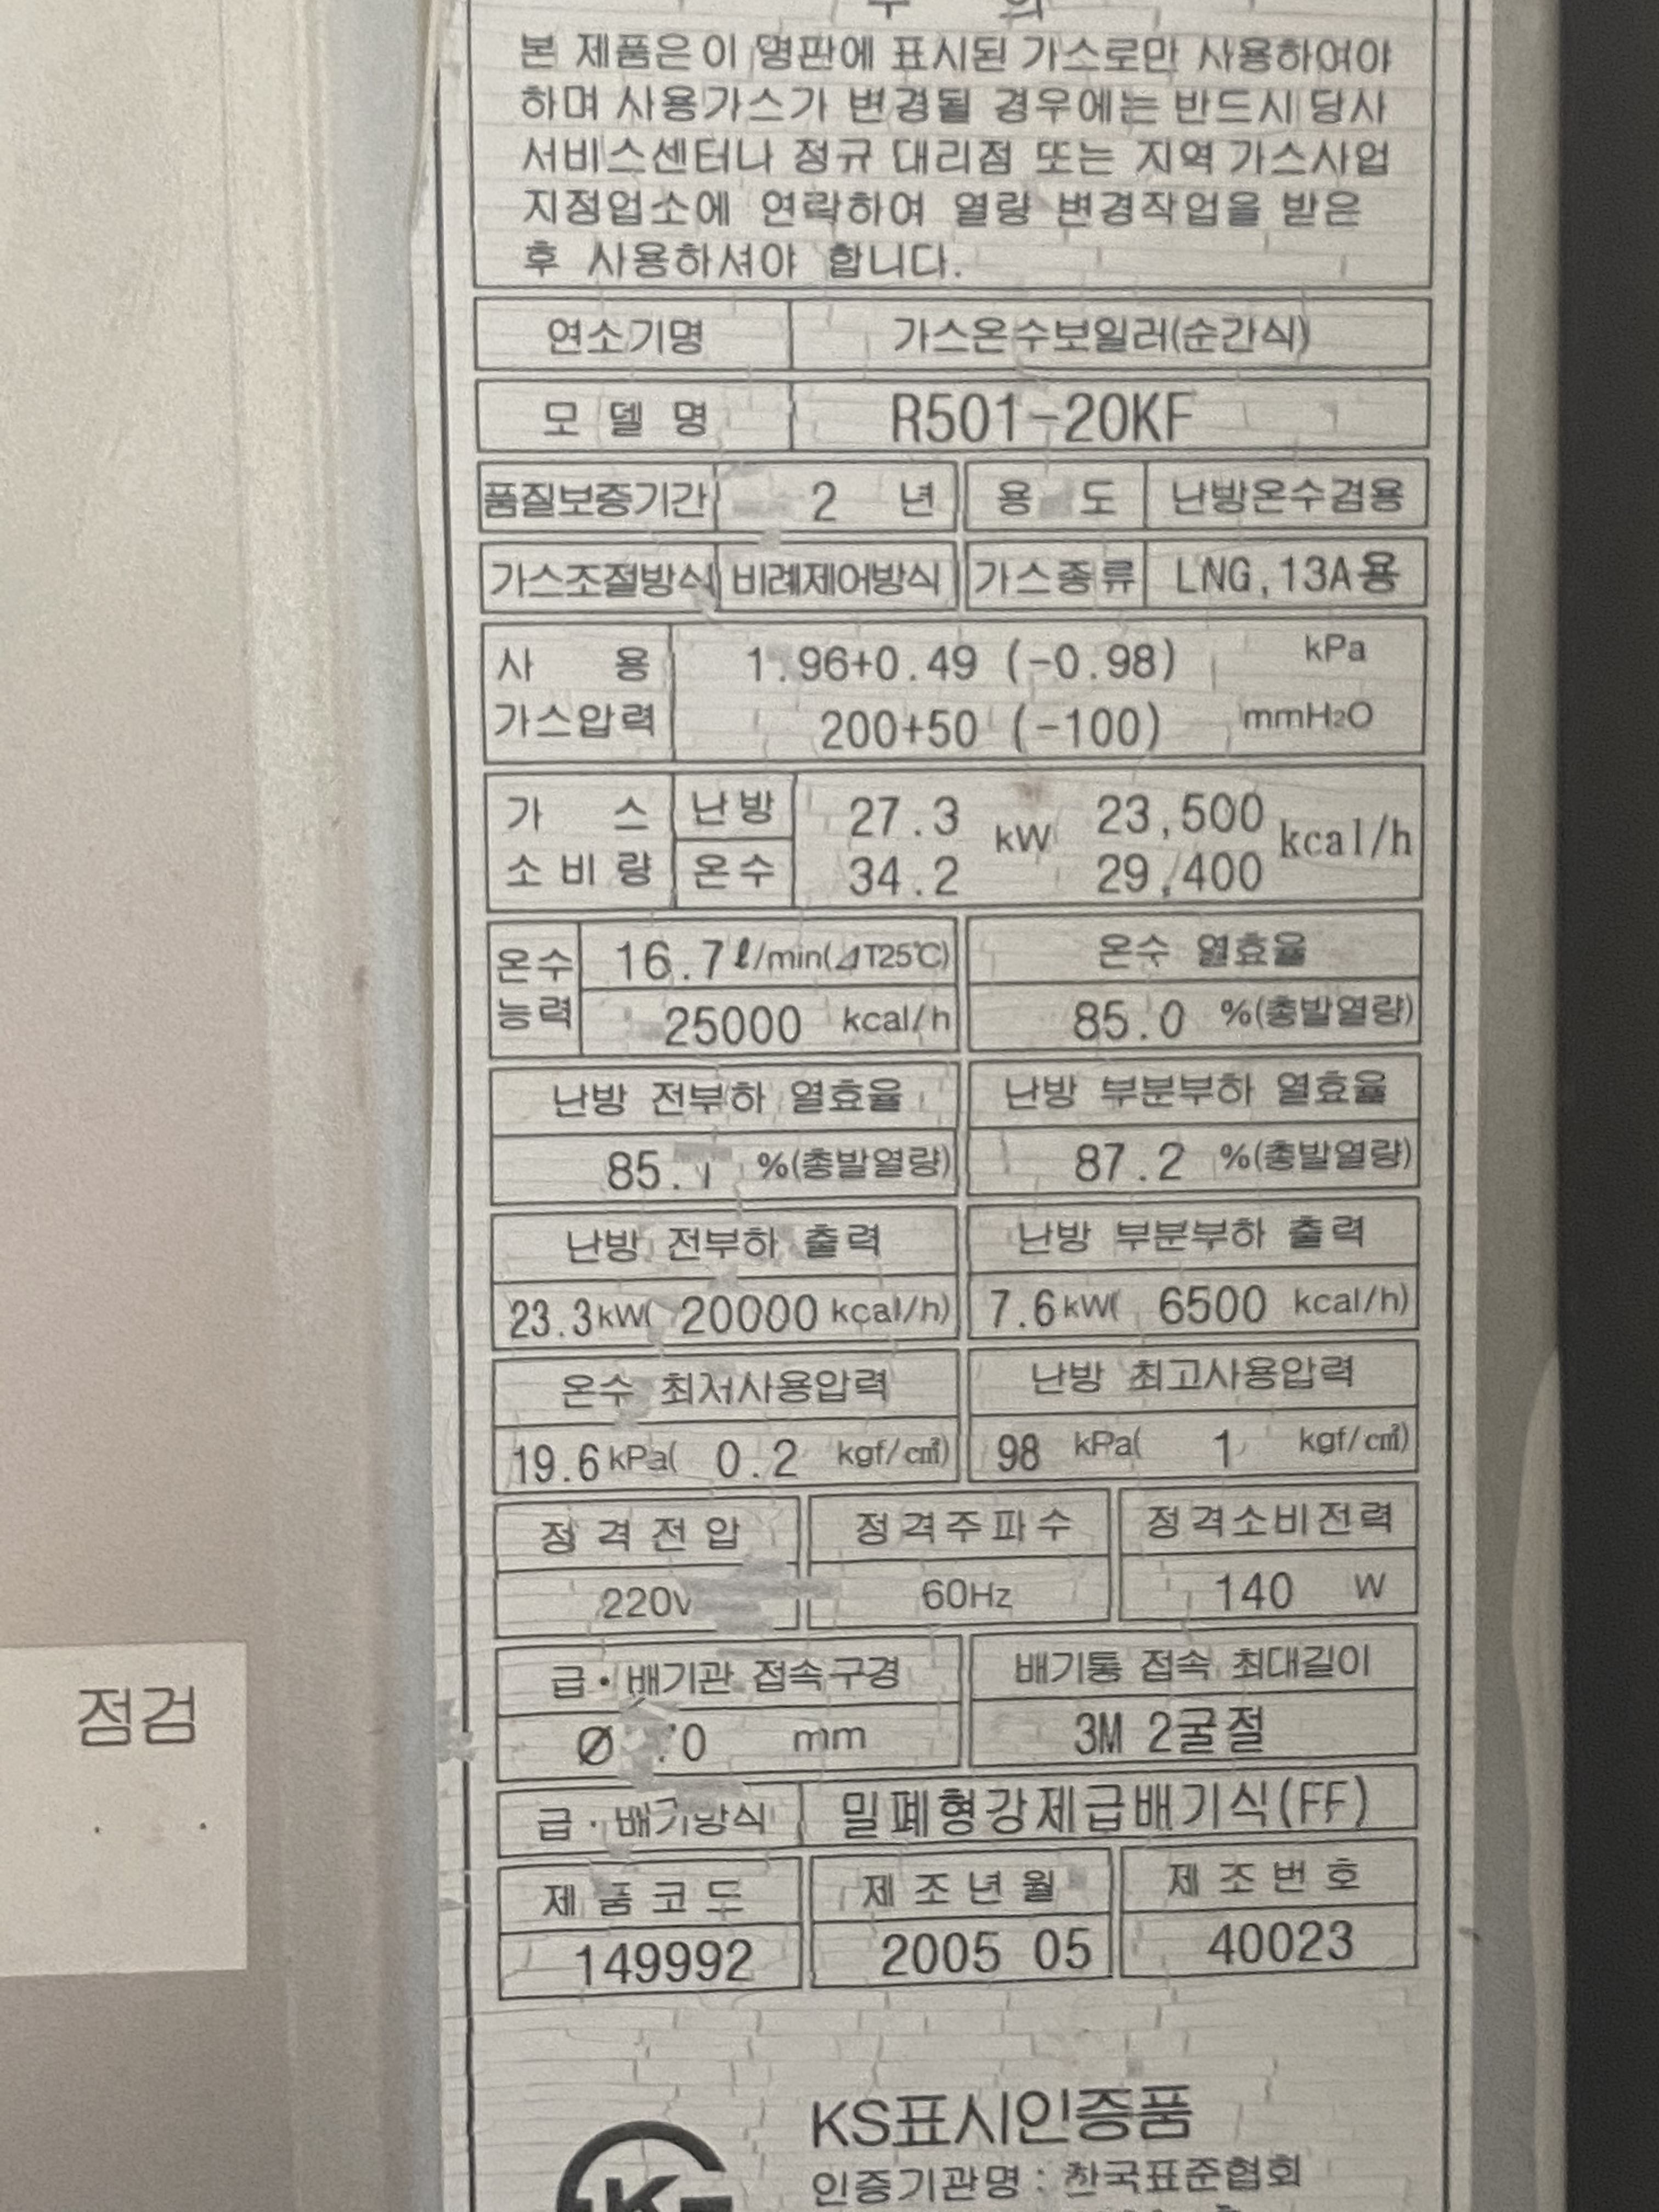 본 제품은 이 명판에 표시된 가스로만 사용하여야
하며 사용가스가 변경될 경우에는 반드시 당사
서비스센터나 정규 대리점 또는 지역 가스사업
지정업소에 연락하여 열량 변경작업을 받은
후 사용하셔야 합니다.
연소기명 가스온수보일러(순간식)
모델명 R501-20KF
품질보증기간 2 년 용 도 난방온수겸용
가스조절방식 비례제어방식 가스종류 LNG,13A용
사 용 1.96+0.49 (-0.98) kPa
가스압력 200+50 (-100) mmH₂O
가 스 난방 27.3 kW 23,500 kcal/h
소비량 온수 34.2 29,400
온수 16.7 ℓ/min(⊿T25℃) 온수 열효율
능력 25000 kcal/h 85.0 %(총발열량)
난방 전부하 열효율 난방 부분부하 열효율
%(총발열량) 87.2 %(총발열량)
난방 전부하 출력 난방 부분부하 출력
23.3kW( 20000 kcal/h) 7.6kW( 6500 kcal/h)
온수 최저사용압력 난방 최고사용압력
19.6kPa( 0.2 kgf/㎠) 98 kPa( 1 kgf/㎠)
정격전압 정격주파수 정격소비전력
220V 60Hz 140 W
급·배기관 접속구경 배기통 접속 최대길이
Ø mm 3M 2굴절
급·배기방식 밀폐형강제급배기식(FF)
제품코드 제조년월 제조번호
149992 2005 05 40023
KS표시인증품
인증기관명 : 한국표준협회
K
점검
. .